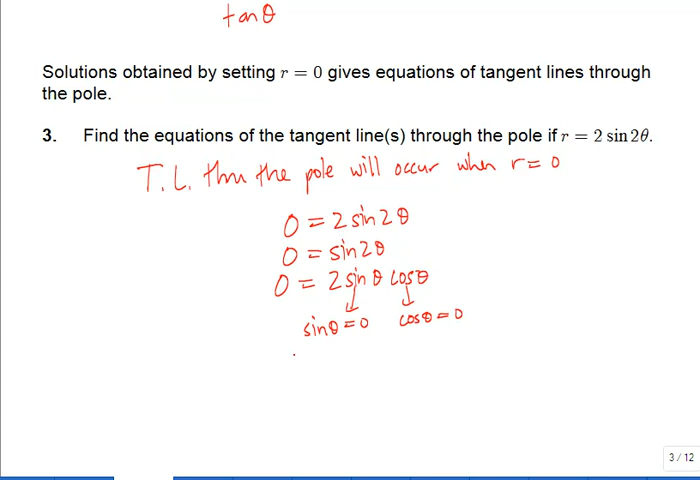 tanθ
Solutions obtained by setting r = 0 gives equations of tangent lines through
the pole.
3. Find the equations of the tangent line(s) through the pole if r = 2 sin 2θ.
T.L. thru the pole will occur when r = 0
0 = 2 sin 2θ
0 = sin 2θ
0 = 2 sin θ cos θ
sin θ = 0 cos θ = 0
3 / 12